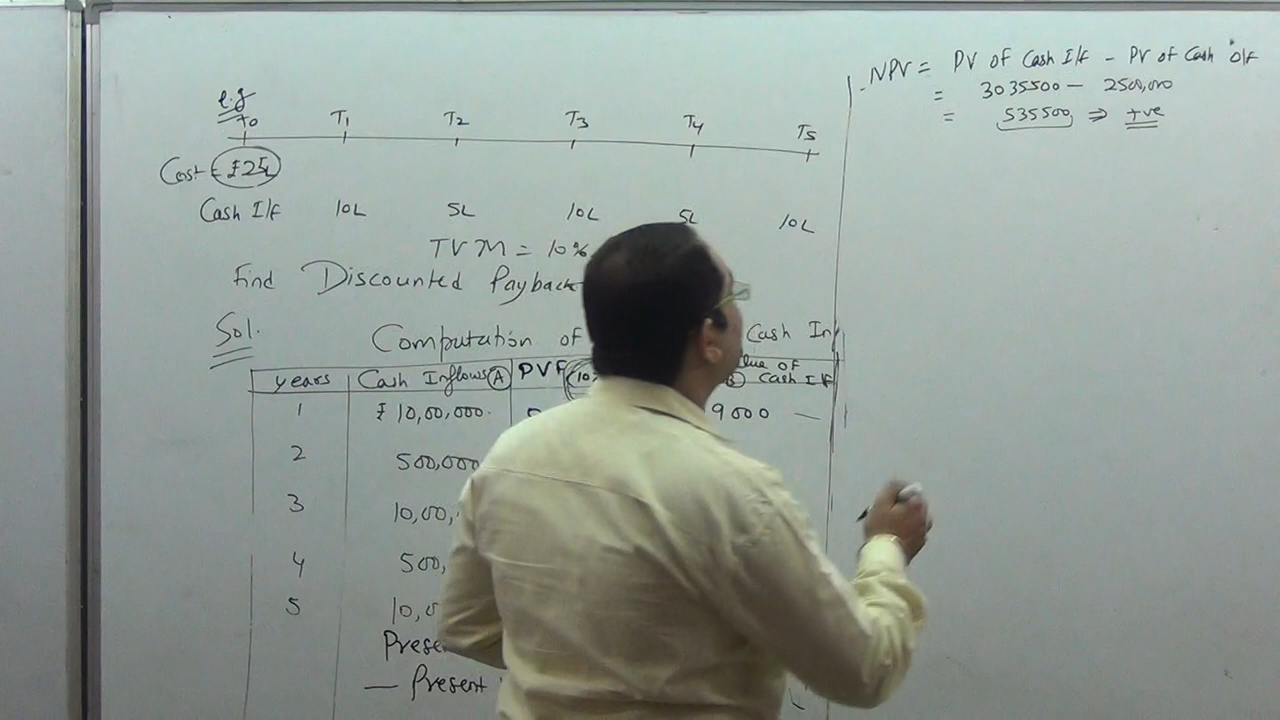 e.g
T0 T1 T2 T3 T4 T5
Cost = ₹25L
Cash I/F 10L 5L 10L 5L 10L
TVM = 10%
Find Discounted Payback
Sol. Computation of Cash In
years Cash Inflows (A) PVF (10% of (B) Cash I/F
1 ₹ 10,00,000. 9000 —
2 500,000
3 10,00,
4 500,
5 10,0
Prese
— Present
NPV = PV of Cash I/f - PV of Cash O/F
= 3035500 - 2500,000
= 535500 ⇒ +ve